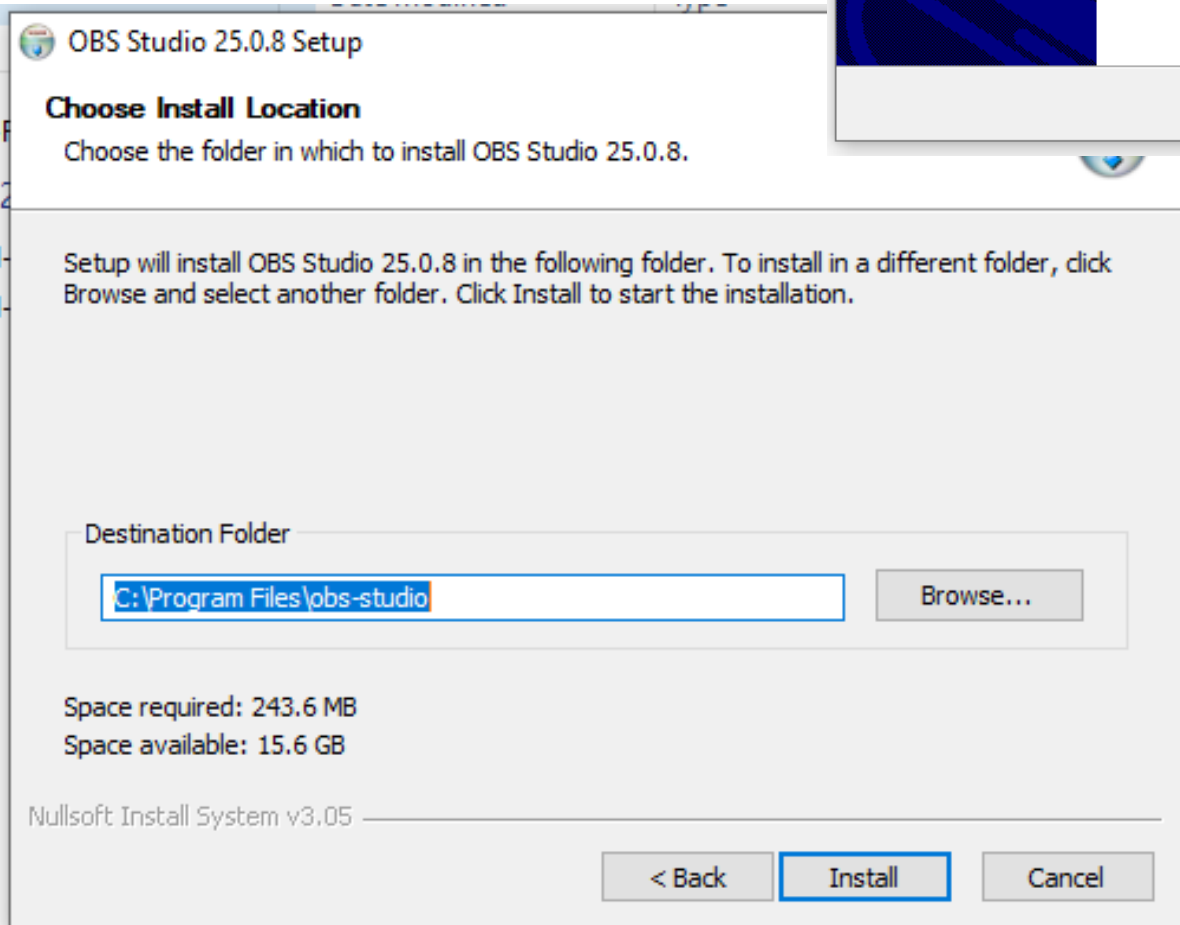 OBS Studio 25.0.8 Setup
Choose Install Location
Choose the folder in which to install OBS Studio 25.0.8.
Setup will install OBS Studio 25.0.8 in the following folder. To install in a different folder, click
Browse and select another folder. Click Install to start the installation.
Destination Folder
C:\Program Files\obs-studio
Browse...
Space required: 243.6 MB
Space available: 15.6 GB
Nullsoft Install System v3.05
< Back
Install
Cancel